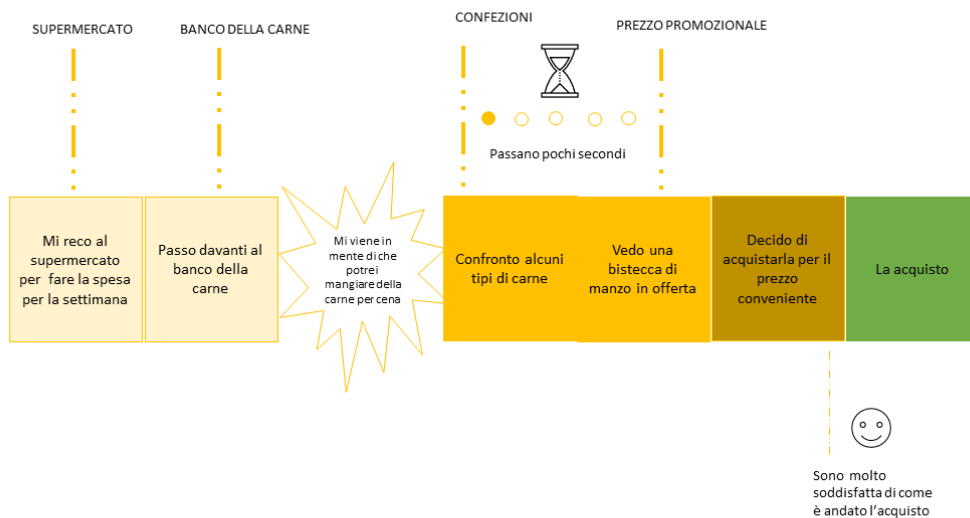 SUPERMERCATO
BANCO DELLA CARNE
CONFEZIONI
PREZZO PROMOZIONALE
Passano pochi secondi
Mi reco al
supermercato
per fare la spesa
per la settimana
Passo davanti al
banco della
carne
Mi viene in
mente di che
potrei
mangiare della
carne per cena
Confronto alcuni
tipi di carne
Vedo una
bistecca di
manzo in offerta
Decido di
acquistarla per il
prezzo
conveniente
La acquisto
Sono molto
soddisfatta di come
è andato l'acquisto